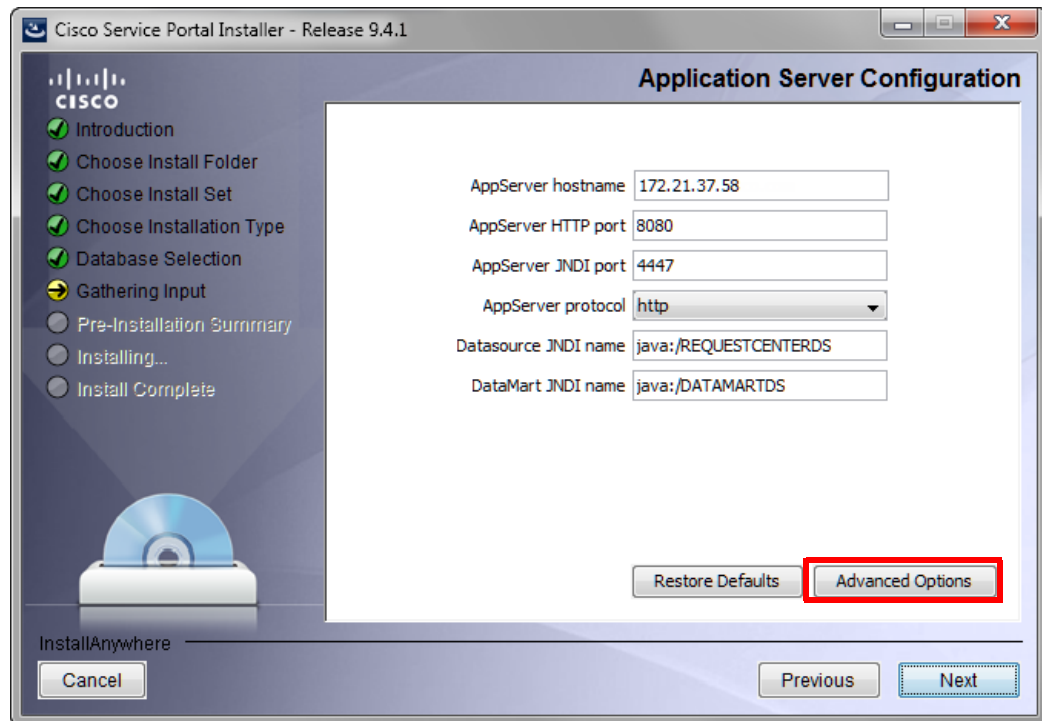 Cisco Service Portal Installer - Release 9.4.1
CISCO
Application Server Configuration
Introduction
Choose Install Folder
Choose Install Set
Choose Installation Type
Database Selection
Gathering Input
Pre-Installation Summary
Installing...
Install Complete
AppServer hostname 172.21.37.58
AppServer HTTP port 8080
AppServer JNDI port 4447
AppServer protocol http
Datasource JNDI name java:/REQUESTCENTERDS
DataMart JNDI name java:/DATAMARTDS
Restore Defaults Advanced Options
InstallAnywhere
Cancel Previous Next